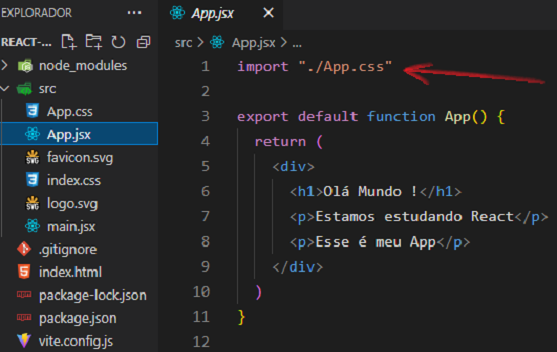 EXPLORADOR
REACT-...
node_modules
src
App.css
App.jsx
favicon.svg
index.css
logo.svg
main.jsx
.gitignore
index.html
package-lock.json
package.json
vite.config.js
App.jsx
src > App.jsx > ...
1 import "./App.css"
2
3 export default function App() {
4 return (
5 <div>
6 <h1>Olá Mundo !</h1>
7 <p>Estamos estudando React</p>
8 <p>Esse é meu App</p>
9 </div>
10 )
11 }
12